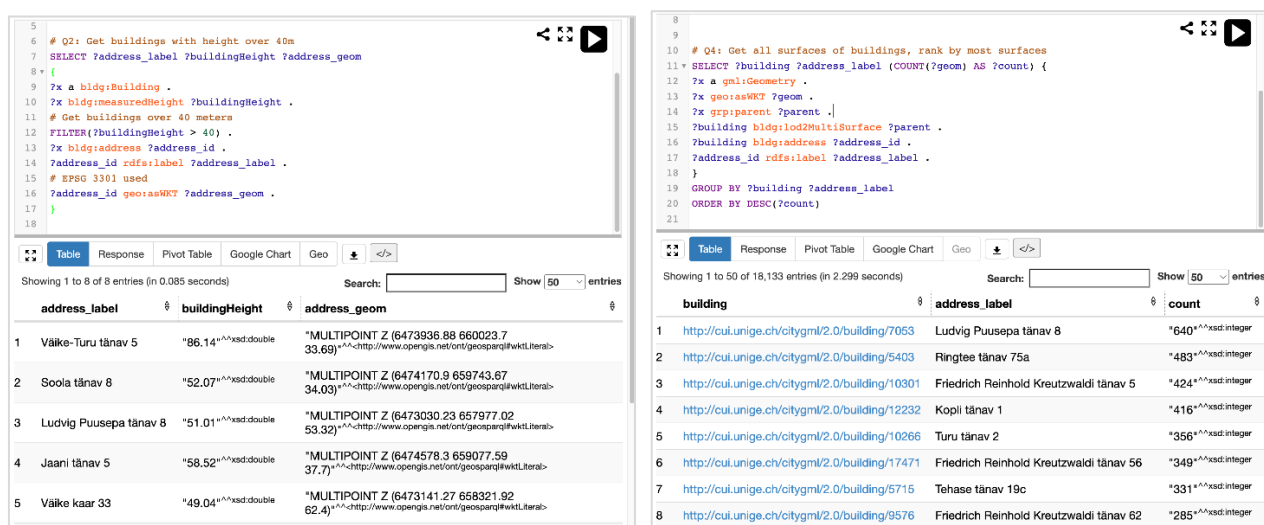 5
6 # Q2: Get buildings with height over 40m
7 SELECT ?address_label ?buildingHeight ?address_geom
8 {
9 ?x a bldg:Building .
10 ?x bldg:measuredHeight ?buildingHeight .
11 # Get buildings over 40 meters
12 FILTER(?buildingHeight > 40) .
13 ?x bldg:address ?address_id .
14 ?address_id rdfs:label ?address_label .
15 # EPSG 3301 used
16 ?address_id geo:asWKT ?address_geom .
17 }
18
Table Response Pivot Table Google Chart Geo </>
Showing 1 to 8 of 8 entries (in 0.085 seconds) Search: Show 50 entries
address_label buildingHeight address_geom
1 Väike-Turu tänav 5 "86.14"^^xsd:double "MULTIPOINT Z (6473936.88 660023.7
33.69)"^^<http://www.opengis.net/ont/geosparql#wktLiteral>
2 Soola tänav 8 "52.07"^^xsd:double "MULTIPOINT Z (6474170.9 659743.67
34.03)"^^<http://www.opengis.net/ont/geosparql#wktLiteral>
3 Ludvig Puusepa tänav 8 "51.01"^^xsd:double "MULTIPOINT Z (6473030.23 657977.02
53.32)"^^<http://www.opengis.net/ont/geosparql#wktLiteral>
4 Jaani tänav 5 "58.52"^^xsd:double "MULTIPOINT Z (6474578.3 659077.59
37.7)"^^<http://www.opengis.net/ont/geosparql#wktLiteral>
5 Väike kaar 33 "49.04"^^xsd:double "MULTIPOINT Z (6473141.27 658321.92
62.4)"^^<http://www.opengis.net/ont/geosparql#wktLiteral>
8
9
10 # Q4: Get all surfaces of buildings, rank by most surfaces
11 SELECT ?building ?address_label (COUNT(?geom) AS ?count) {
12 ?x a gml:Geometry .
13 ?x geo:asWKT ?geom .
14 ?x grp:parent ?parent .
15 ?building bldg:lod2MultiSurface ?parent .
16 ?building bldg:address ?address_id .
17 ?address_id rdfs:label ?address_label .
18 }
19 GROUP BY ?building ?address_label
20 ORDER BY DESC(?count)
21
Table Response Pivot Table Google Chart Geo </>
Showing 1 to 50 of 18,133 entries (in 2.299 seconds) Search: Show 50 entries
building address_label count
1 http://cui.unige.ch/citygml/2.0/building/7053 Ludvig Puusepa tänav 8 "640"^^xsd:integer
2 http://cui.unige.ch/citygml/2.0/building/5403 Ringtee tänav 75a "483"^^xsd:integer
3 http://cui.unige.ch/citygml/2.0/building/10301 Friedrich Reinhold Kreutzwaldi tänav 5 "424"^^xsd:integer
4 http://cui.unige.ch/citygml/2.0/building/12232 Kopli tänav 1 "416"^^xsd:integer
5 http://cui.unige.ch/citygml/2.0/building/10266 Turu tänav 2 "356"^^xsd:integer
6 http://cui.unige.ch/citygml/2.0/building/17471 Friedrich Reinhold Kreutzwaldi tänav 56 "349"^^xsd:integer
7 http://cui.unige.ch/citygml/2.0/building/5715 Tehase tänav 19c "331"^^xsd:integer
8 http://cui.unige.ch/citygml/2.0/building/9576 Friedrich Reinhold Kreutzwaldi tänav 62 "285"^^xsd:integer